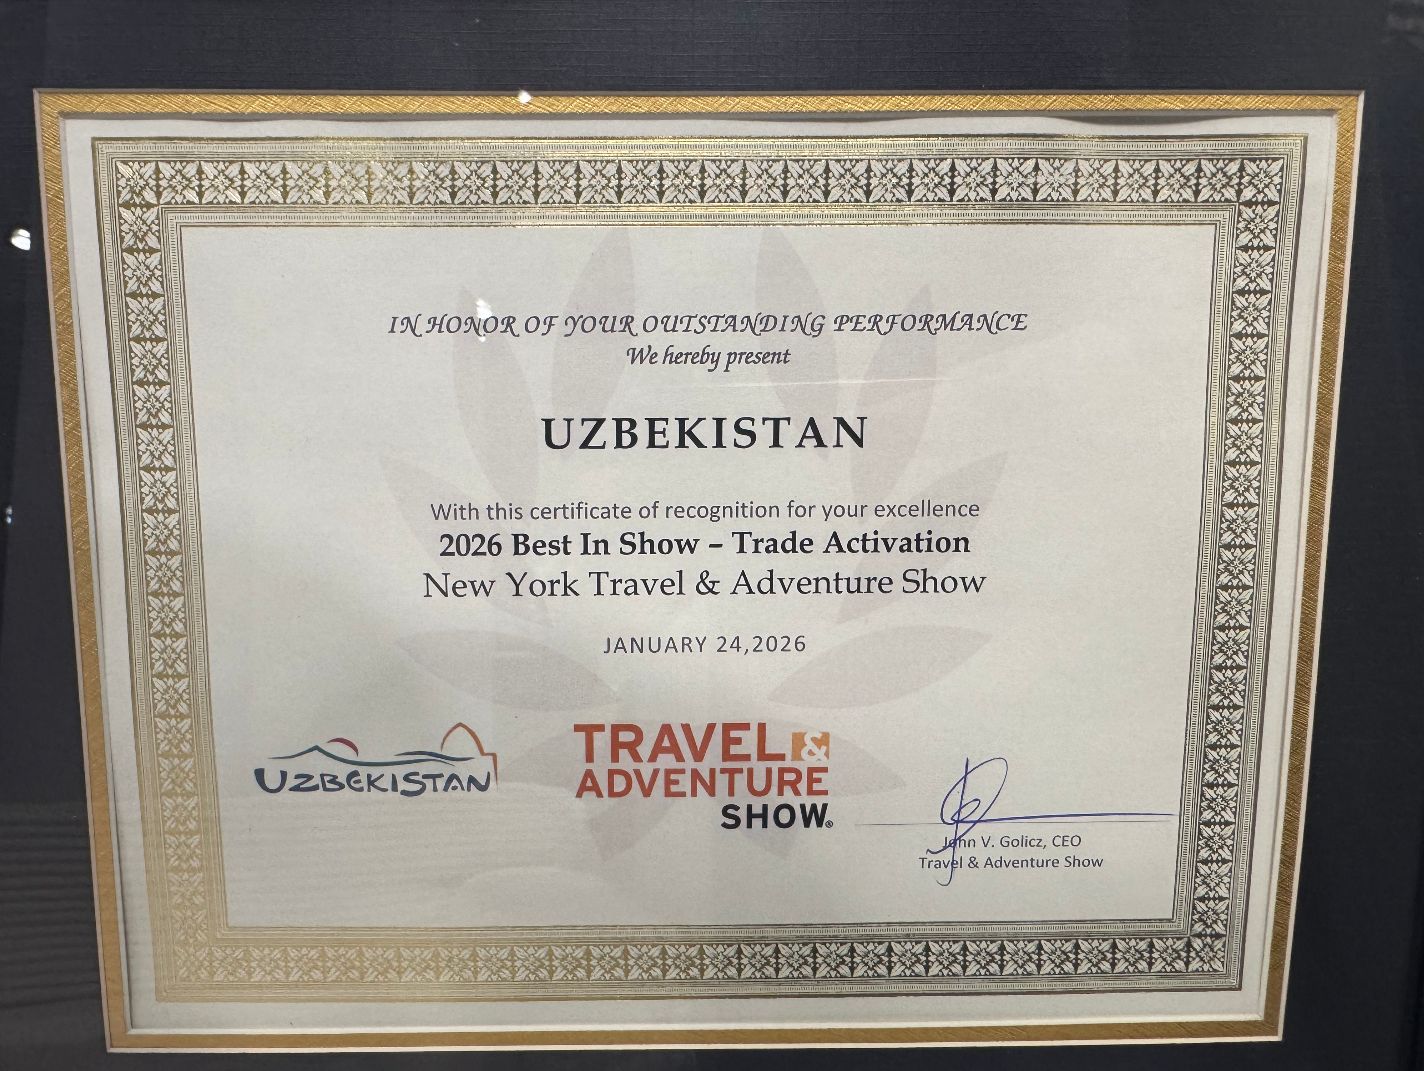 IN HONOR OF YOUR OUTSTANDING PERFORMANCE
We hereby present
UZBEKISTAN
With this certificate of recognition for your excellence
2026 Best In Show – Trade Activation
New York Travel & Adventure Show
JANUARY 24,2026
UZBEKISTAN
TRAVEL &
ADVENTURE
SHOW®
John V. Golicz, CEO
Travel & Adventure Show